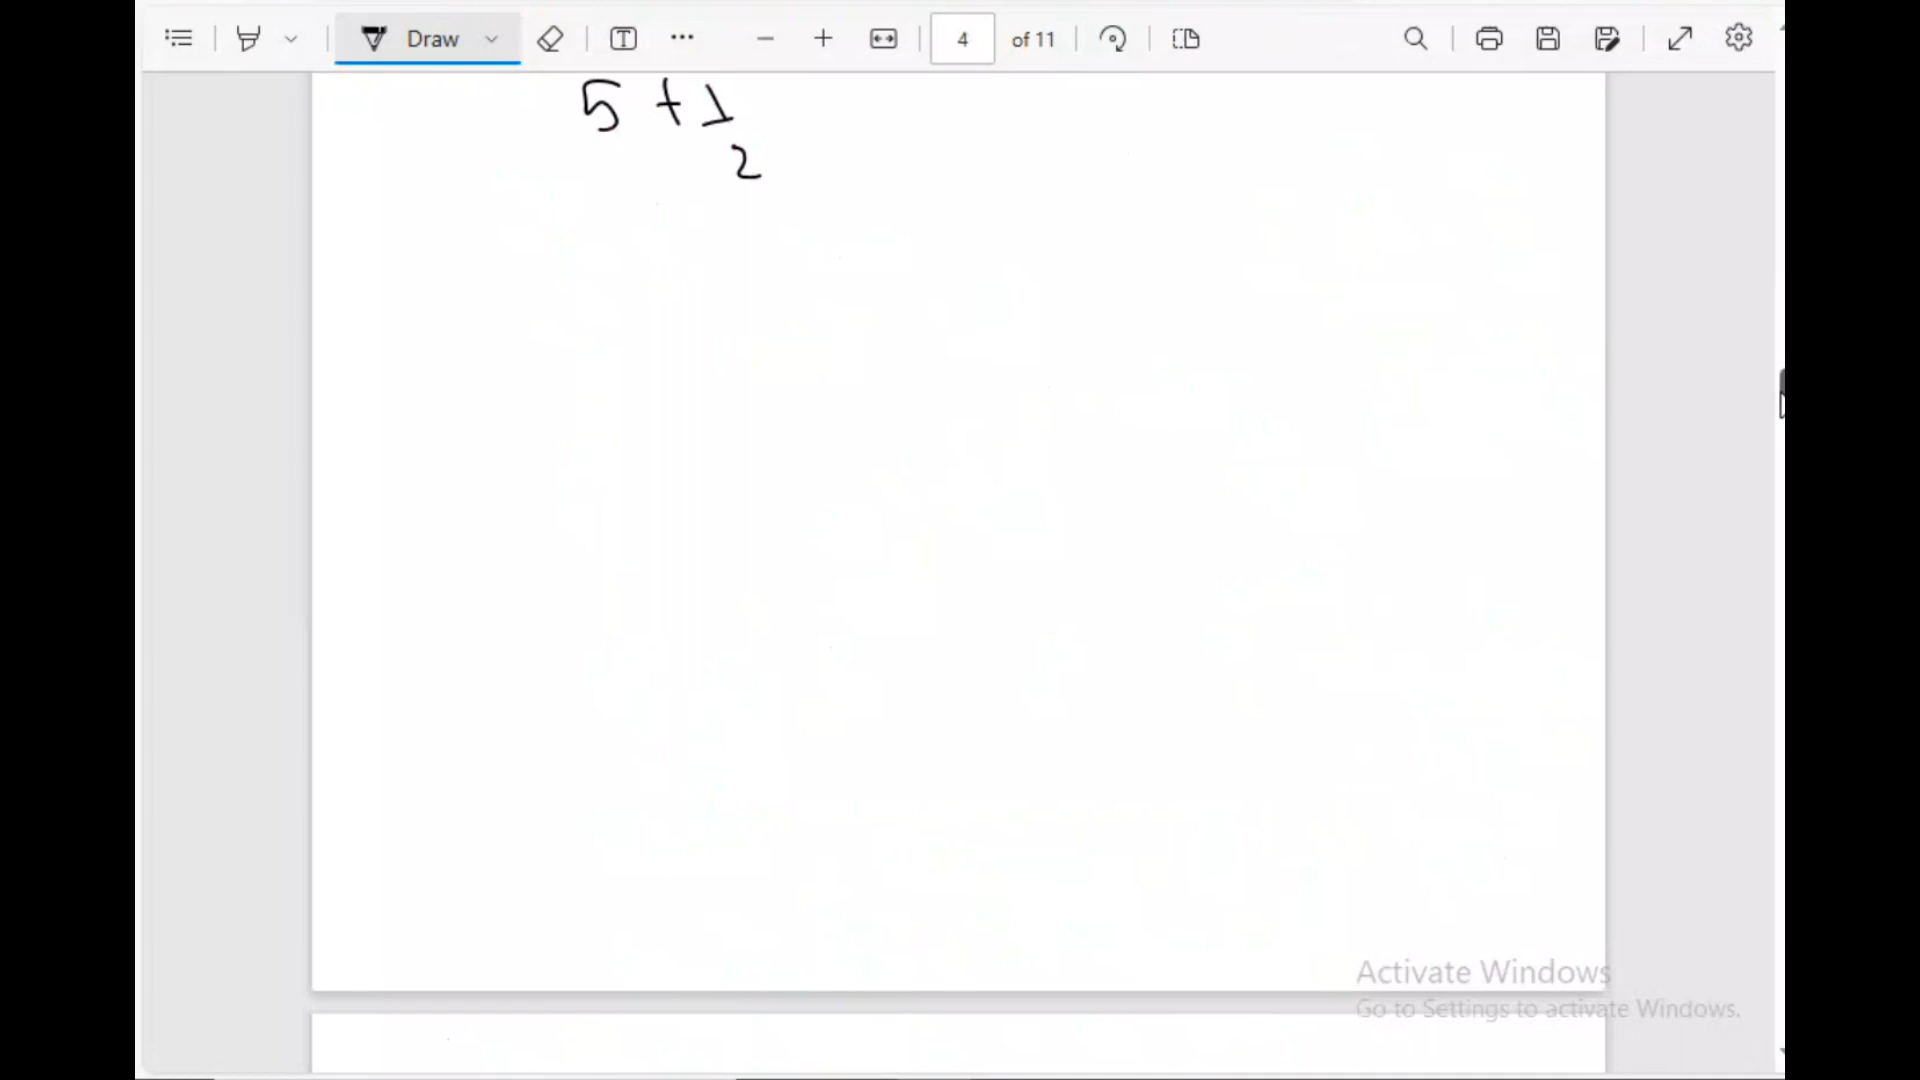 Draw 4 of 11
5 + 1
2
Activate Windows
Go to Settings to activate Windows.